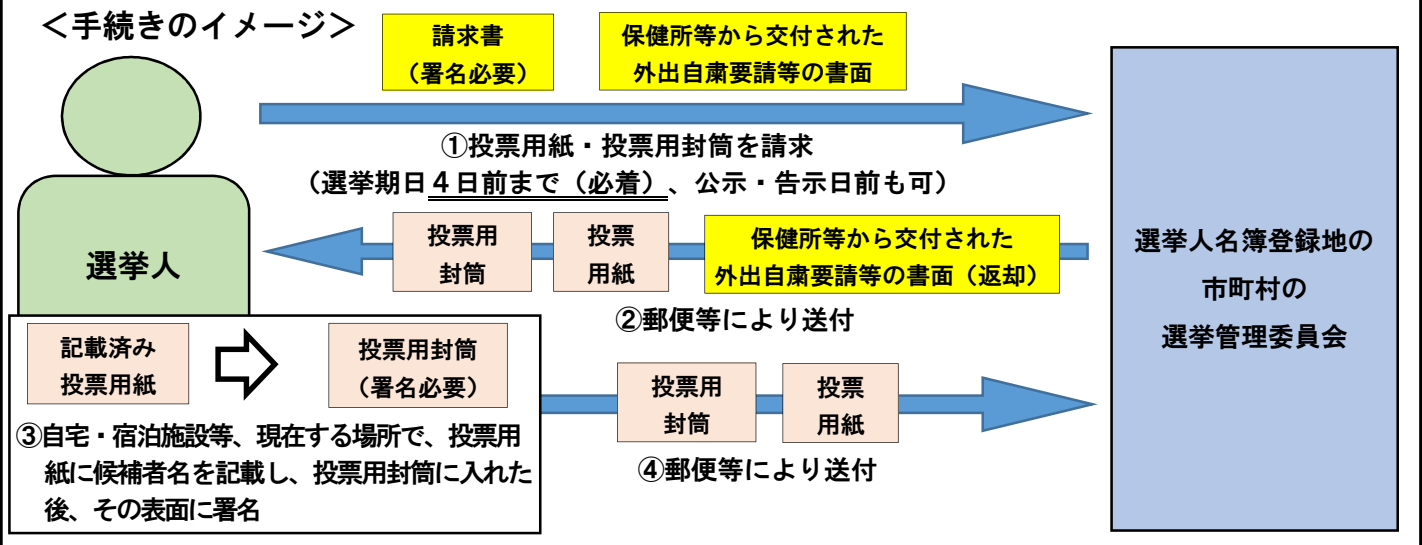 ＜手続きのイメージ＞
請求書
（署名必要）
保健所等から交付された
外出自粛要請等の書面
①投票用紙・投票用封筒を請求
（選挙期日４日前まで（必着）、公示・告示日前も可）
選挙人
投票用
封筒
投票
用紙
保健所等から交付された
外出自粛要請等の書面（返却）
②郵便等により送付
選挙人名簿登録地の
市町村の
選挙管理委員会
記載済み
投票用紙
投票用封筒
（署名必要）
③自宅・宿泊施設等、現在する場所で、投票用
紙に候補者名を記載し、投票用封筒に入れた
後、その表面に署名
投票用
封筒
投票
用紙
④郵便等により送付